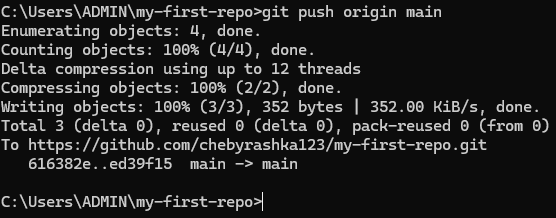 C:\Users\ADMIN\my-first-repo>git push origin main
Enumerating objects: 4, done.
Counting objects: 100% (4/4), done.
Delta compression using up to 12 threads
Compressing objects: 100% (2/2), done.
Writing objects: 100% (3/3), 352 bytes | 352.00 KiB/s, done.
Total 3 (delta 0), reused 0 (delta 0), pack-reused 0 (from 0)
To https://github.com/chebyrashka123/my-first-repo.git
   616382e..ed39f15  main -> main
C:\Users\ADMIN\my-first-repo>